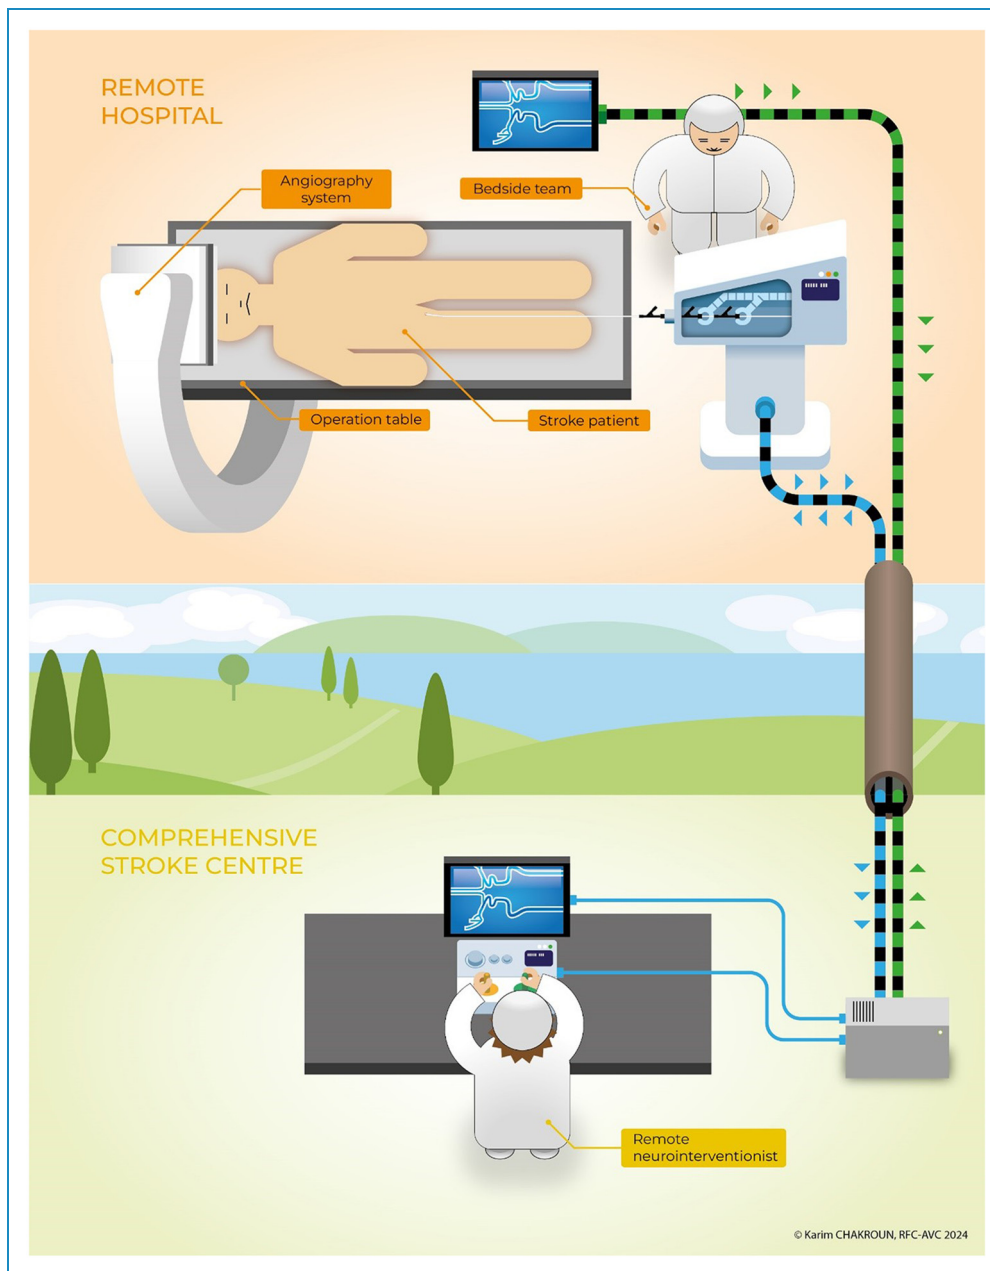 REMOTE
HOSPITAL
Angiography
system
Bedside team
Operation table
Stroke patient
COMPREHENSIVE
STROKE CENTRE
Remote
neurointerventionist
© Karim CHAKROUN, RFC-AVC 2024